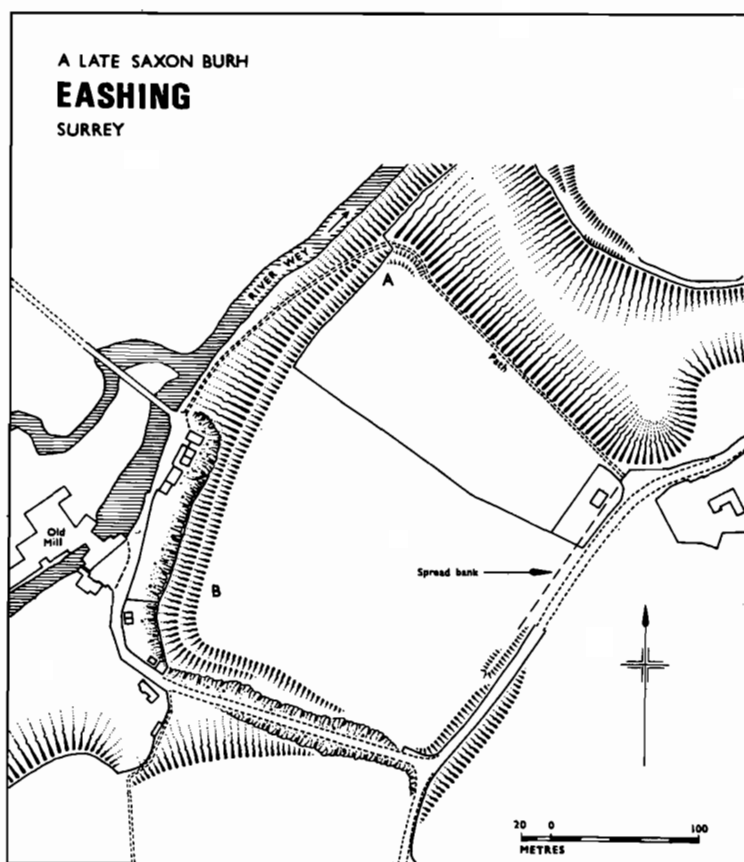 A LATE SAXON BURH
EASHING
SURREY
RIVER WEY
A
Path
Old
Mill
Spread bank
B
20 0 100
METRES